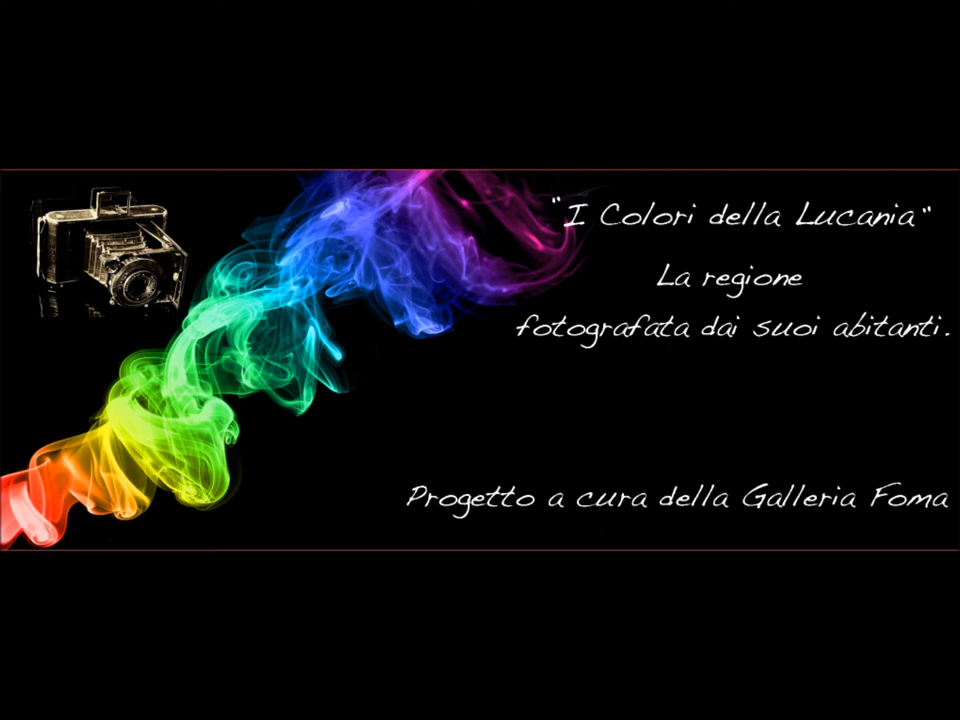 "I Colori della Lucania"
La regione
fotografata dai suoi abitanti.
Progetto a cura della Galleria Foma